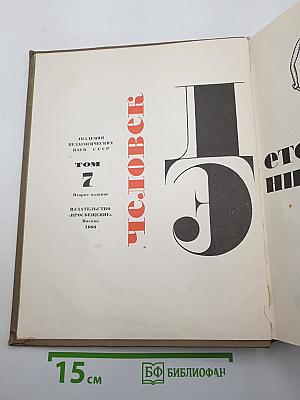 АКАДЕМИЯ
ПЕДАГОГИЧЕСКИХ
НАУК СССР
ТОМ
7
Второе издание
ИЗДАТЕЛЬСТВО
«ПРОСВЕЩЕНИЕ»
Москва
1966
человек
15 см
БФ БИБЛИОФАН